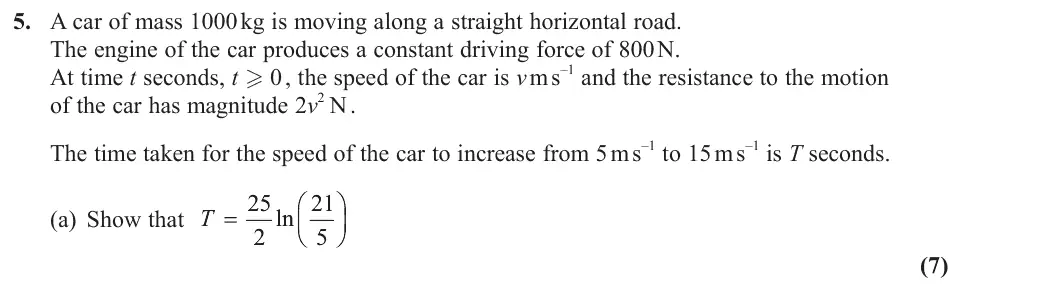 5. A car of mass 1000 kg is moving along a straight horizontal road.
The engine of the car produces a constant driving force of 800 N.
At time t seconds, t ⩾ 0, the speed of the car is v m s⁻¹ and the resistance to the motion
of the car has magnitude 2v² N.
The time taken for the speed of the car to increase from 5 m s⁻¹ to 15 m s⁻¹ is T seconds.
(a) Show that T = 25/2 ln(21/5)
(7)